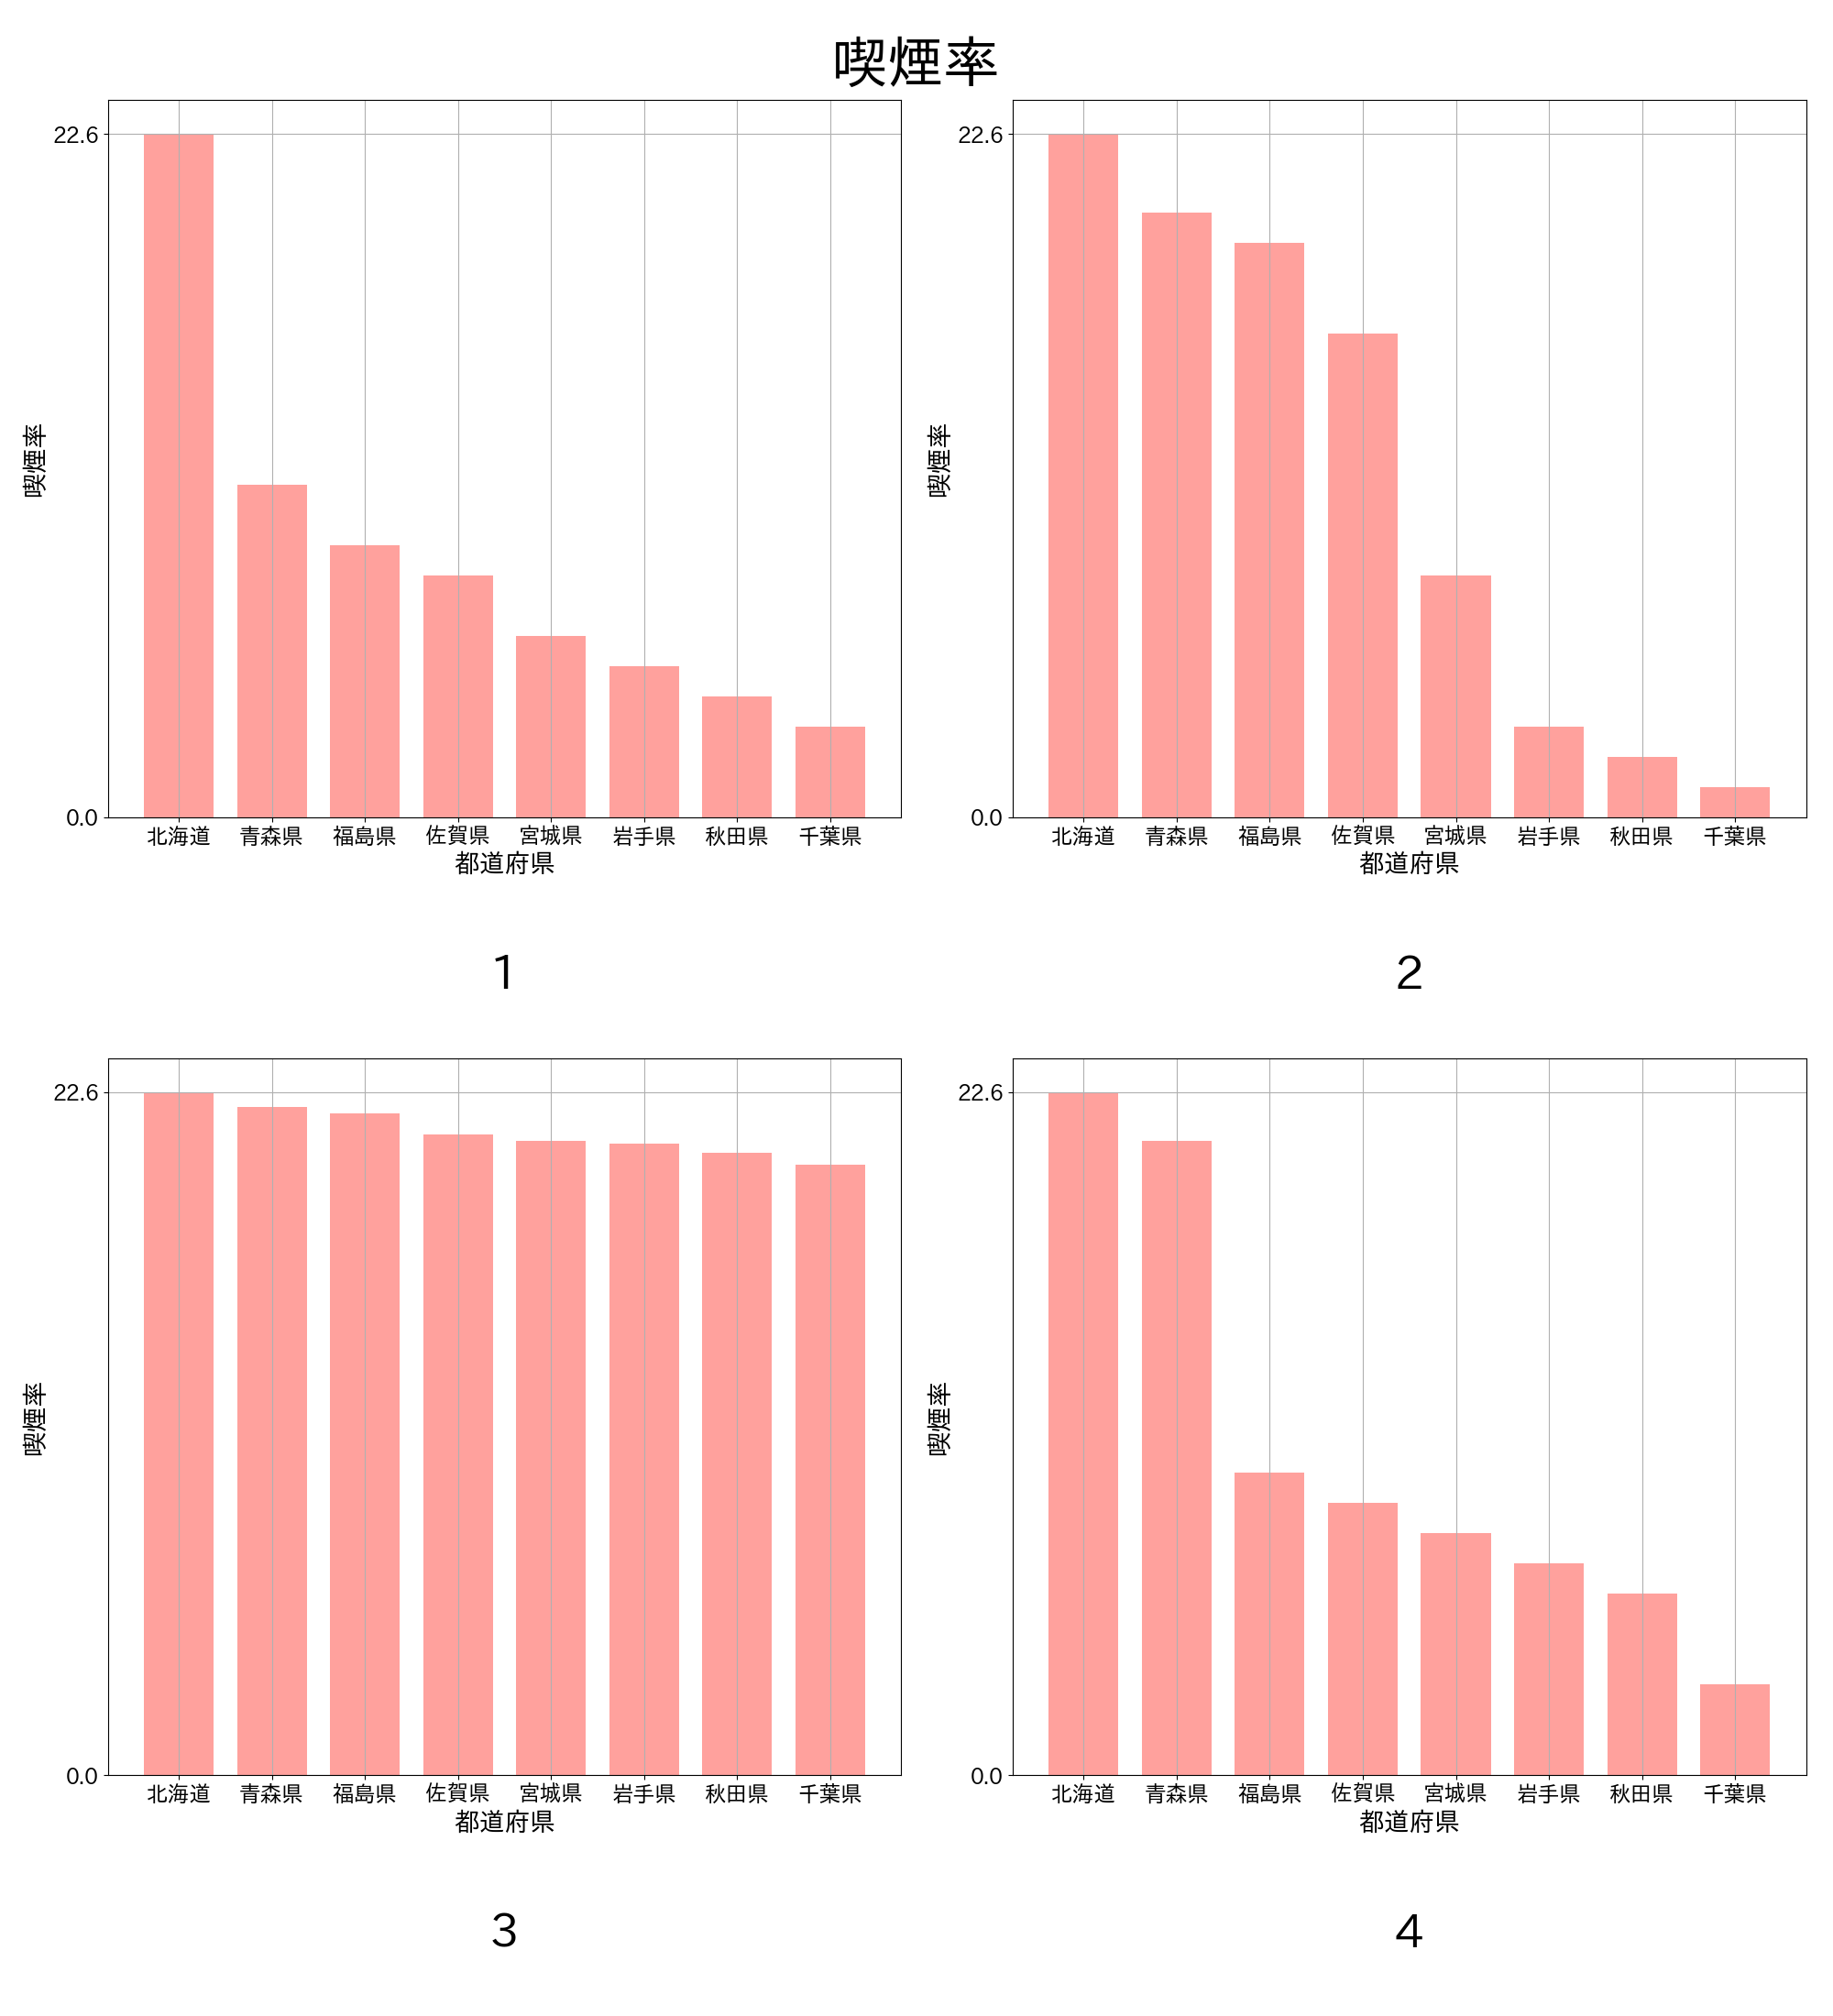 喫煙率
22.6
0.0
喫煙率
北海道 青森県 福島県 佐賀県 宮城県 岩手県 秋田県 千葉県
都道府県
1
22.6
0.0
喫煙率
北海道 青森県 福島県 佐賀県 宮城県 岩手県 秋田県 千葉県
都道府県
2
22.6
0.0
喫煙率
北海道 青森県 福島県 佐賀県 宮城県 岩手県 秋田県 千葉県
都道府県
3
22.6
0.0
喫煙率
北海道 青森県 福島県 佐賀県 宮城県 岩手県 秋田県 千葉県
都道府県
4